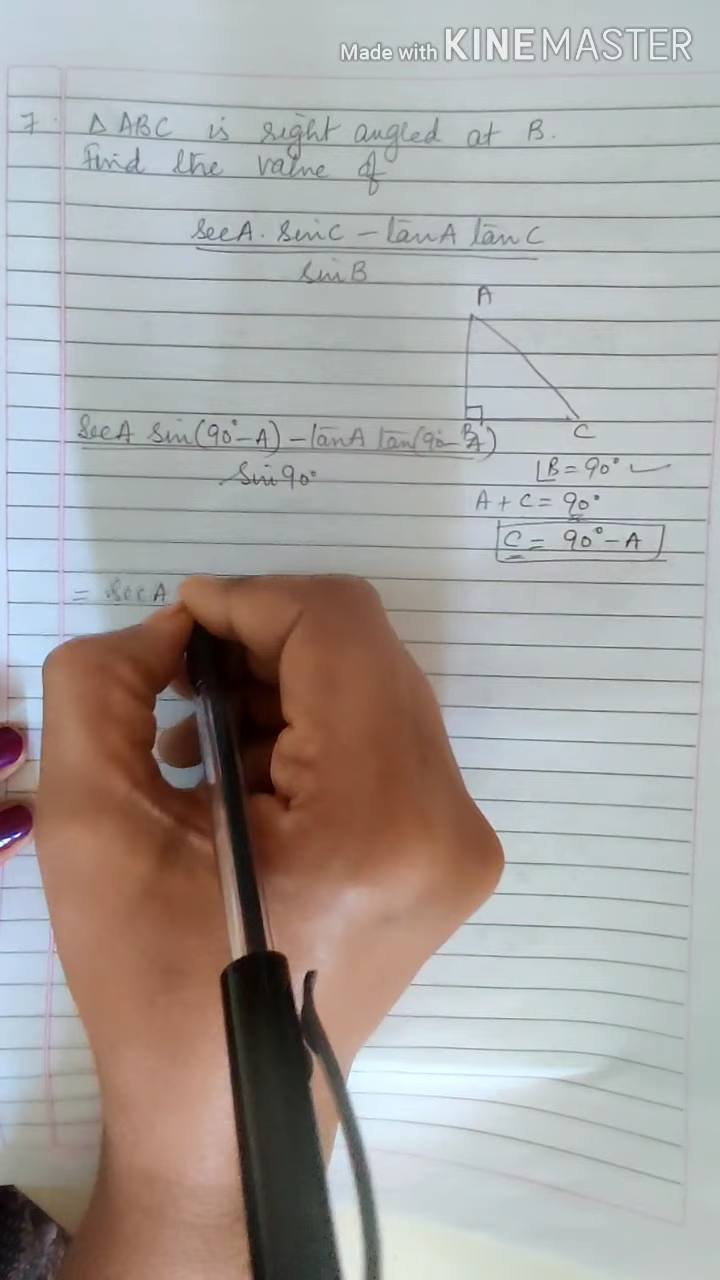 Made with KINEMASTER
7. Δ ABC is right angled at B.
Find the value of
secA. sinC - tanA tanC
sinB
A
B
C
secA sin(90°-A) - tanA tan(90-A)
sin90°
∠B = 90° ✓
A + C = 90°
C = 90° - A
= secA